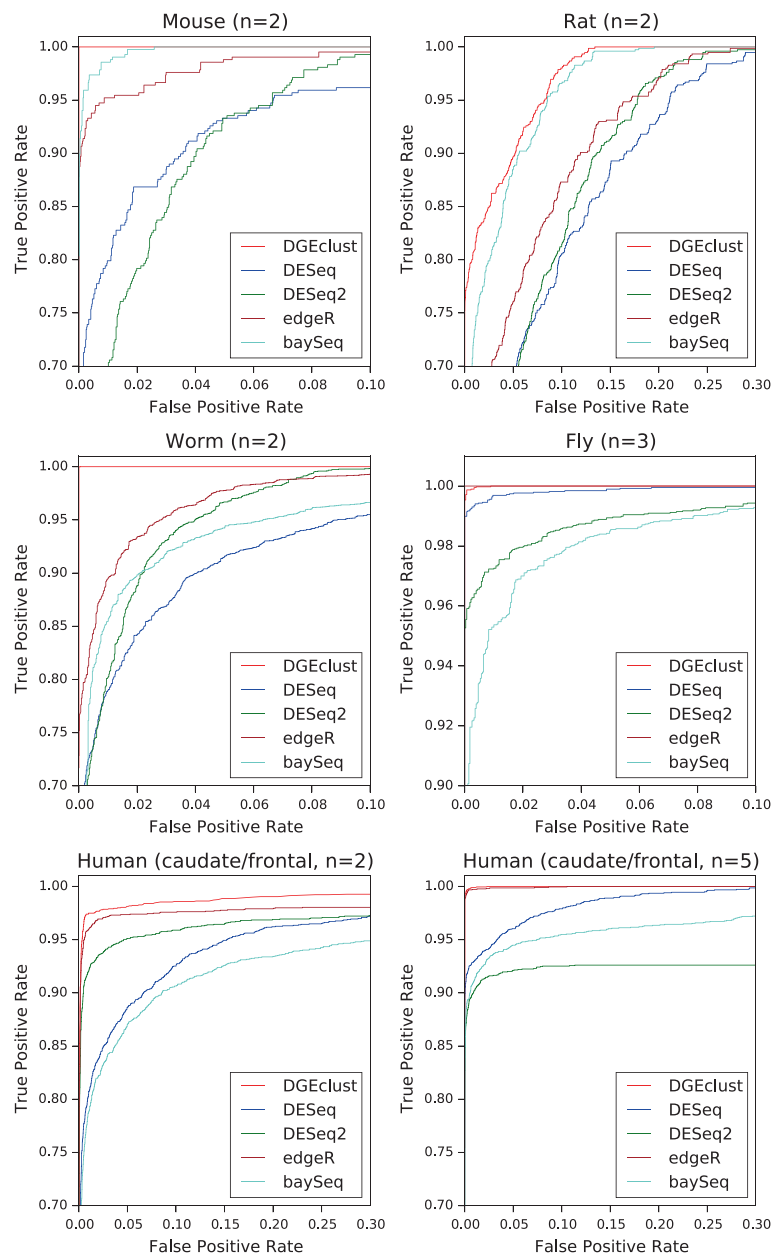 Mouse (n=2)
1.00
0.95
0.90
0.85
0.80
0.75
0.70
True Positive Rate
DGEclust
DESeq
DESeq2
edgeR
baySeq
0.00 0.02 0.04 0.06 0.08 0.10
False Positive Rate
Rat (n=2)
1.00
0.95
0.90
0.85
0.80
0.75
0.70
True Positive Rate
DGEclust
DESeq
DESeq2
edgeR
baySeq
0.00 0.05 0.10 0.15 0.20 0.25 0.30
False Positive Rate
Worm (n=2)
1.00
0.95
0.90
0.85
0.80
0.75
0.70
True Positive Rate
DGEclust
DESeq
DESeq2
edgeR
baySeq
0.00 0.02 0.04 0.06 0.08 0.10
False Positive Rate
Fly (n=3)
1.00
0.98
0.96
0.94
0.92
0.90
True Positive Rate
DGEclust
DESeq
DESeq2
edgeR
baySeq
0.00 0.02 0.04 0.06 0.08 0.10
False Positive Rate
Human (caudate/frontal, n=2)
1.00
0.95
0.90
0.85
0.80
0.75
0.70
True Positive Rate
DGEclust
DESeq
DESeq2
edgeR
baySeq
0.00 0.05 0.10 0.15 0.20 0.25 0.30
False Positive Rate
Human (caudate/frontal, n=5)
1.00
0.95
0.90
0.85
0.80
0.75
0.70
True Positive Rate
DGEclust
DESeq
DESeq2
edgeR
baySeq
0.00 0.05 0.10 0.15 0.20 0.25 0.30
False Positive Rate